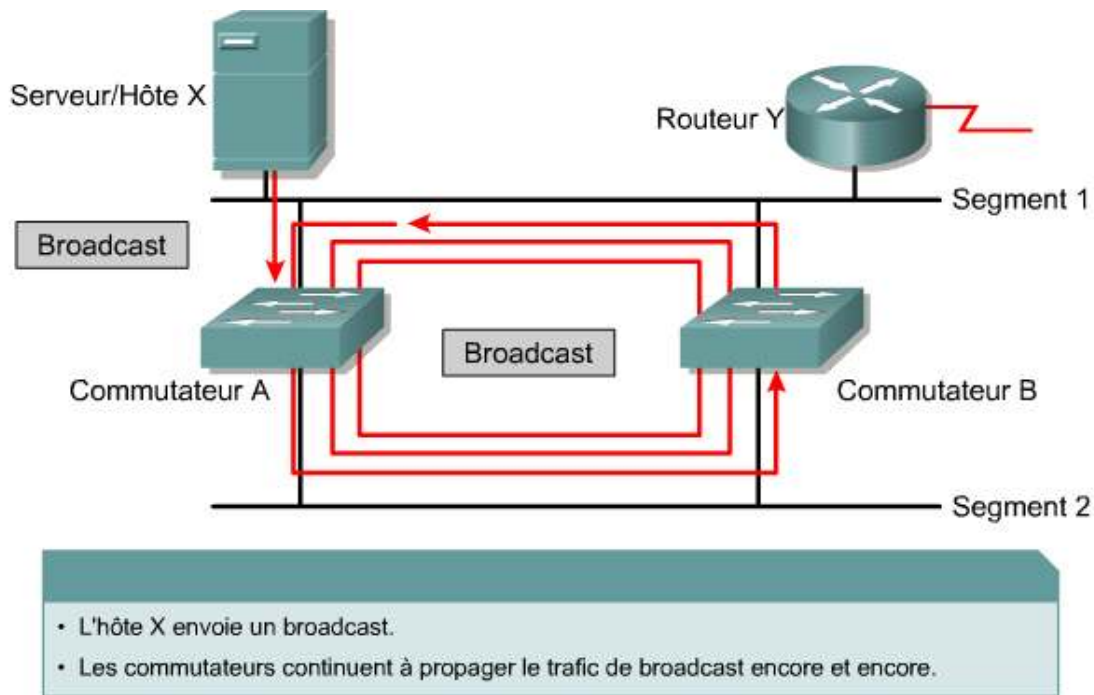 Serveur/Hôte X
Routeur Y
Segment 1
Broadcast
Broadcast
Commutateur A
Commutateur B
Segment 2
• L'hôte X envoie un broadcast.
• Les commutateurs continuent à propager le trafic de broadcast encore et encore.